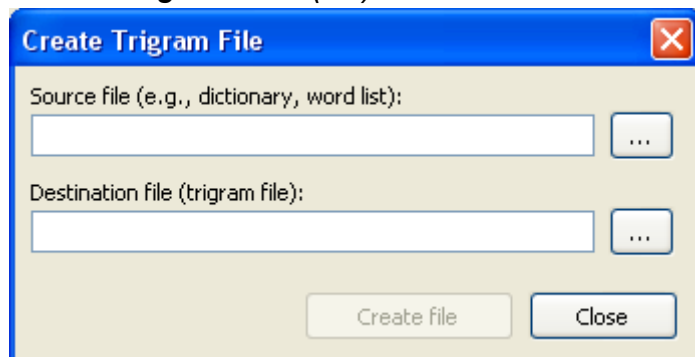 Create Trigram File
Source file (e.g., dictionary, word list):
...
Destination file (trigram file):
...
Create file Close